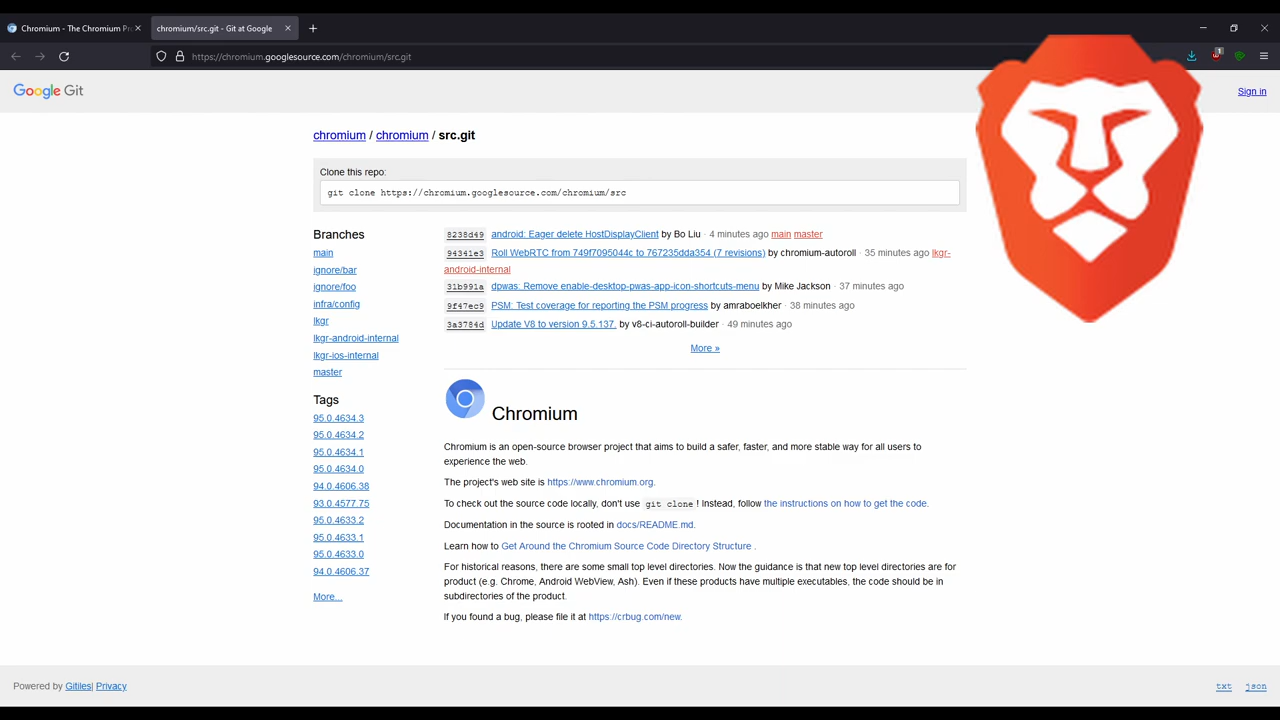 Chromium - The Chromium Pr
chromium/src.git - Git at Google
https://chromium.googlesource.com/chromium/src.git
1
Google Git
Sign in
chromium / chromium / src.git
Clone this repo:
git clone https://chromium.googlesource.com/chromium/src
Branches
main
ignore/bar
ignore/foo
infra/config
lkgr
lkgr-android-internal
lkgr-ios-internal
master
Tags
95.0.4634.3
95.0.4634.2
95.0.4634.1
95.0.4634.0
94.0.4606.38
93.0.4577.75
95.0.4633.2
95.0.4633.1
95.0.4633.0
94.0.4606.37
More...
8238d49 android: Eager delete HostDisplayClient by Bo Liu · 4 minutes ago main master
94341e3 Roll WebRTC from 749f7095044c to 767235dda354 (7 revisions) by chromium-autoroll · 35 minutes ago lkgr-
android-internal
31b991a dpwas: Remove enable-desktop-pwas-app-icon-shortcuts-menu by Mike Jackson · 37 minutes ago
9f47ec9 PSM: Test coverage for reporting the PSM progress by amraboelkher · 38 minutes ago
3a3784d Update V8 to version 9.5.137. by v8-ci-autoroll-builder · 49 minutes ago
More »
Chromium
Chromium is an open-source browser project that aims to build a safer, faster, and more stable way for all users to
experience the web.
The project's web site is https://www.chromium.org.
To check out the source code locally, don't use git clone! Instead, follow the instructions on how to get the code.
Documentation in the source is rooted in docs/README.md.
Learn how to Get Around the Chromium Source Code Directory Structure .
For historical reasons, there are some small top level directories. Now the guidance is that new top level directories are for
product (e.g. Chrome, Android WebView, Ash). Even if these products have multiple executables, the code should be in
subdirectories of the product.
If you found a bug, please file it at https://crbug.com/new.
Powered by Gitiles| Privacy
txt json